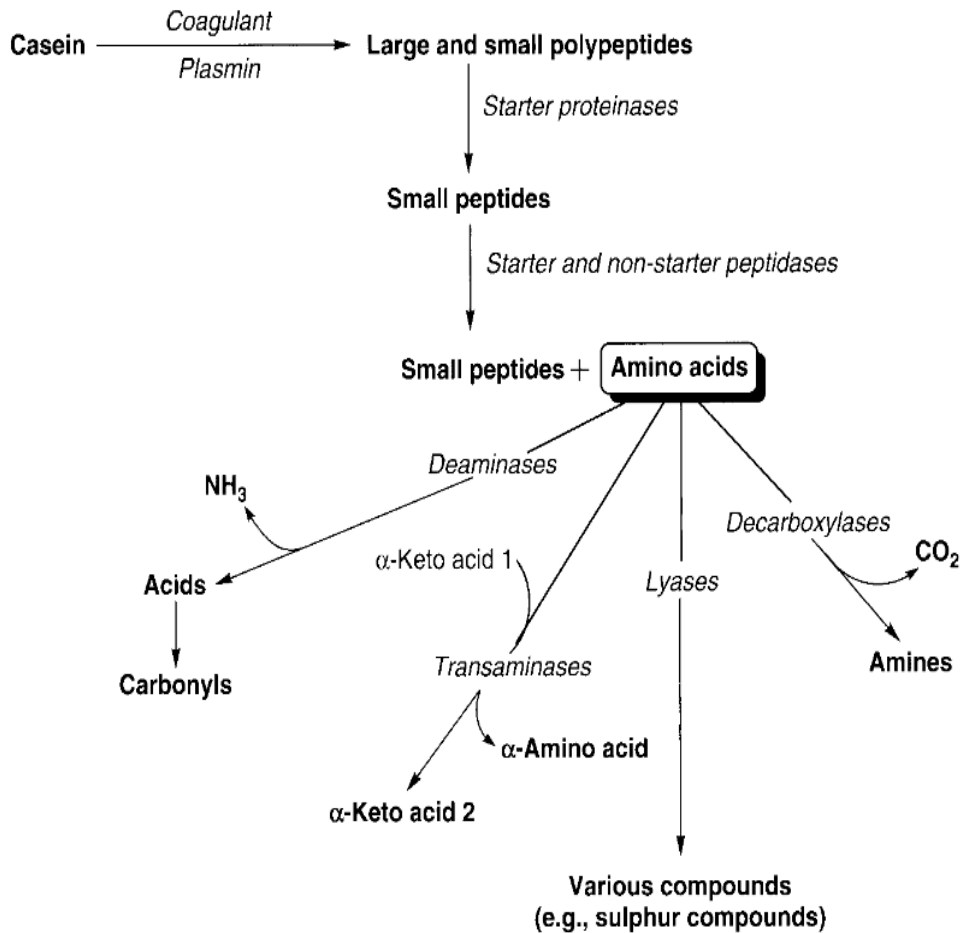 Coagulant
Casein
Large and small polypeptides
Plasmin
Starter proteinases
Small peptides
Starter and non-starter peptidases
Small peptides + Amino acids
Deaminases
NH₃
Decarboxylases
α-Keto acid 1
CO₂
Acids
Lyases
Transaminases
Amines
Carbonyls
α-Amino acid
α-Keto acid 2
Various compounds
(e.g., sulphur compounds)